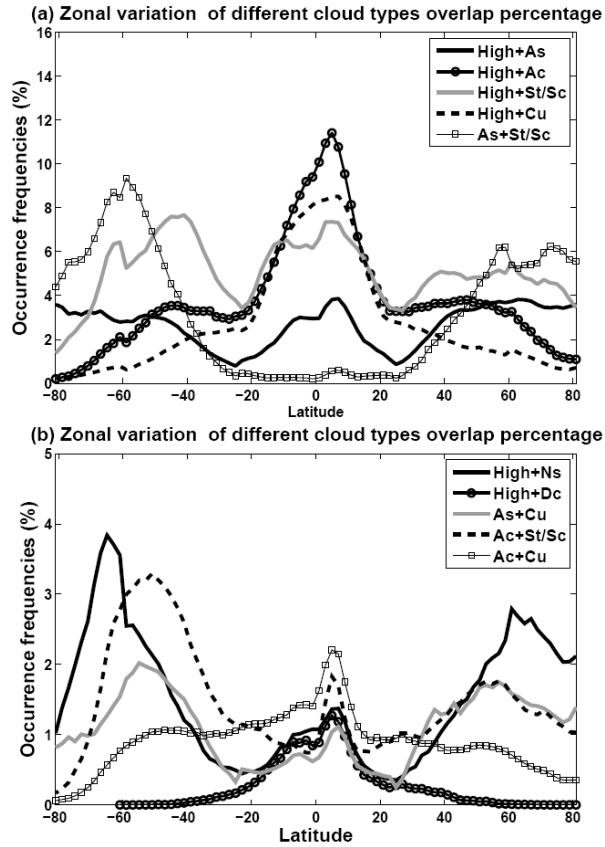 (a) Zonal variation of different cloud types overlap percentage
16
14
12
10
8
6
4
2
0
Occurrence frequencies (%)
High+As
High+Ac
High+St/Sc
High+Cu
As+St/Sc
−80 −60 −40 −20 0 20 40 60 80
Latitude
(b) Zonal variation of different cloud types overlap percentage
5
4
3
2
1
0
Occurrence frequencies (%)
High+Ns
High+Dc
As+Cu
Ac+St/Sc
Ac+Cu
−80 −60 −40 −20 0 20 40 60 80
Latitude